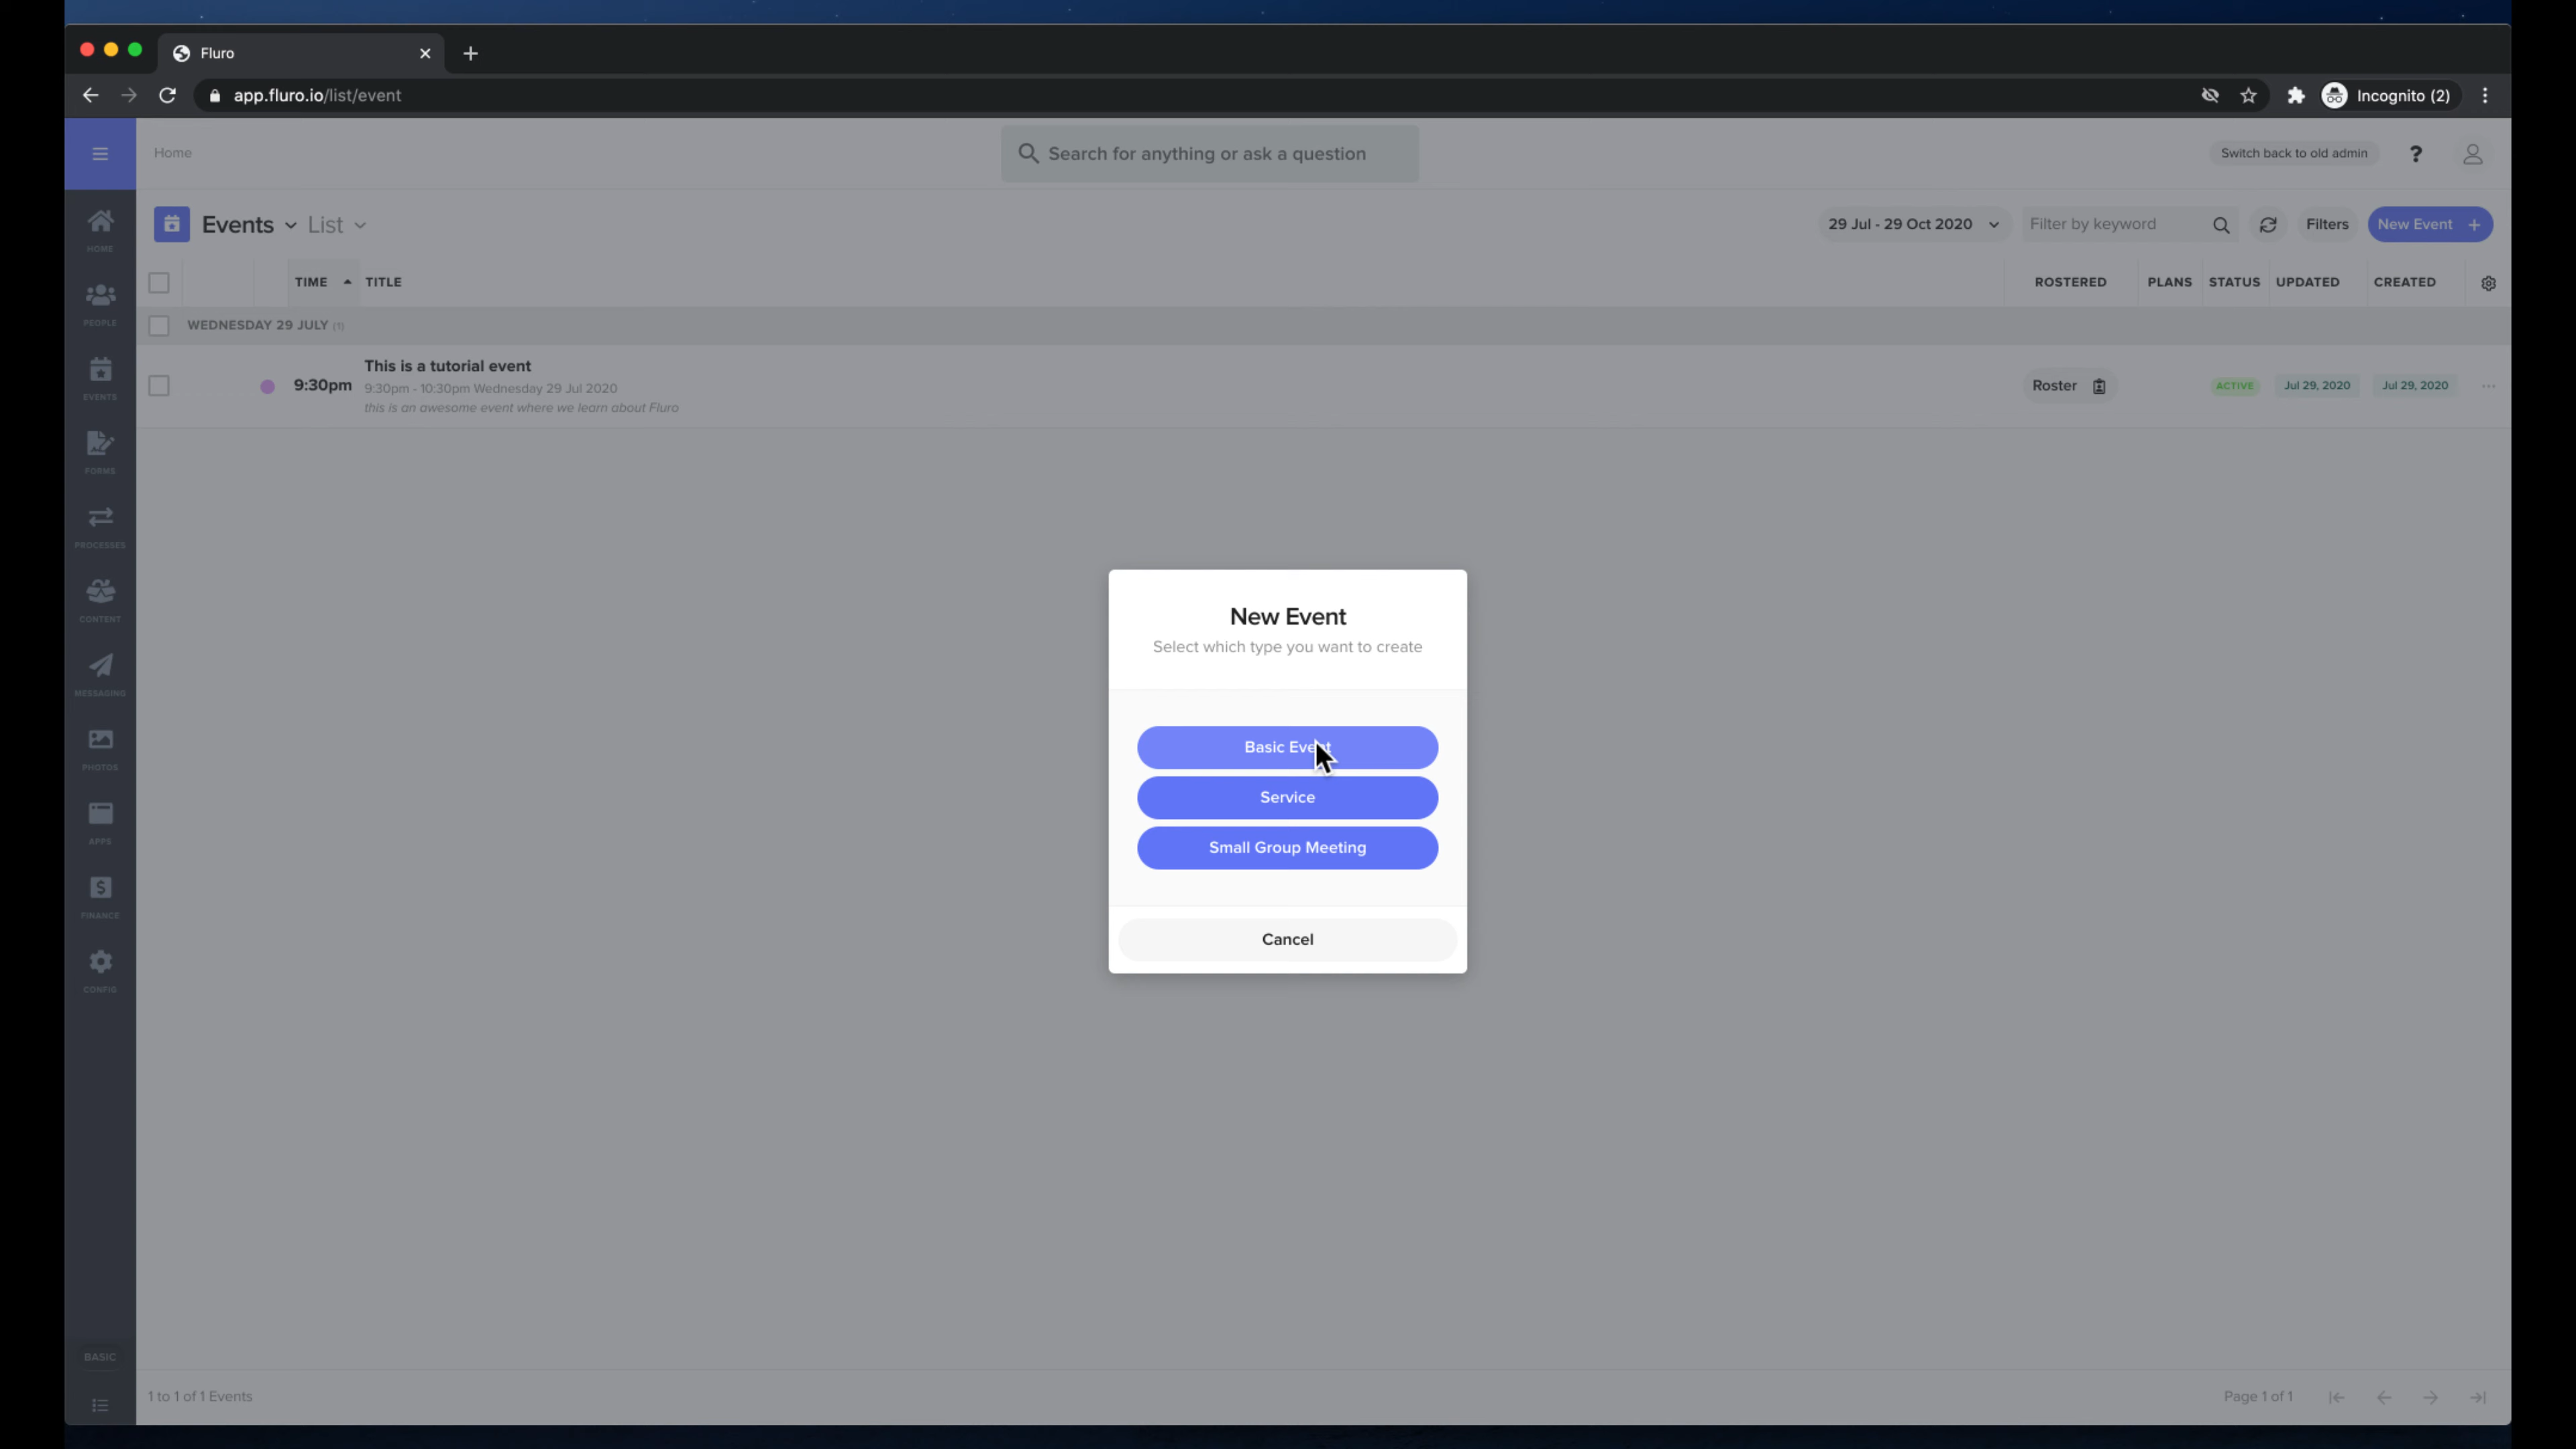 Fluro
app.fluro.io/list/event
Incognito (2)
Home
Search for anything or ask a question
Switch back to old admin
?
Events List
29 Jul - 29 Oct 2020
Filter by keyword
Filters
New Event +
TIME TITLE ROSTERED PLANS STATUS UPDATED CREATED
WEDNESDAY 29 JULY (1)
This is a tutorial event
9:30pm 9:30pm - 10:30pm Wednesday 29 Jul 2020
this is an awesome event where we learn about Fluro
Roster
ACTIVE
Jul 29, 2020
Jul 29, 2020
HOME
PEOPLE
EVENTS
FORMS
PROCESSES
CONTENT
MESSAGING
PHOTOS
APPS
FINANCE
CONFIG
BASIC
New Event
Select which type you want to create
Basic Event
Service
Small Group Meeting
Cancel
1 to 1 of 1 Events
Page 1 of 1